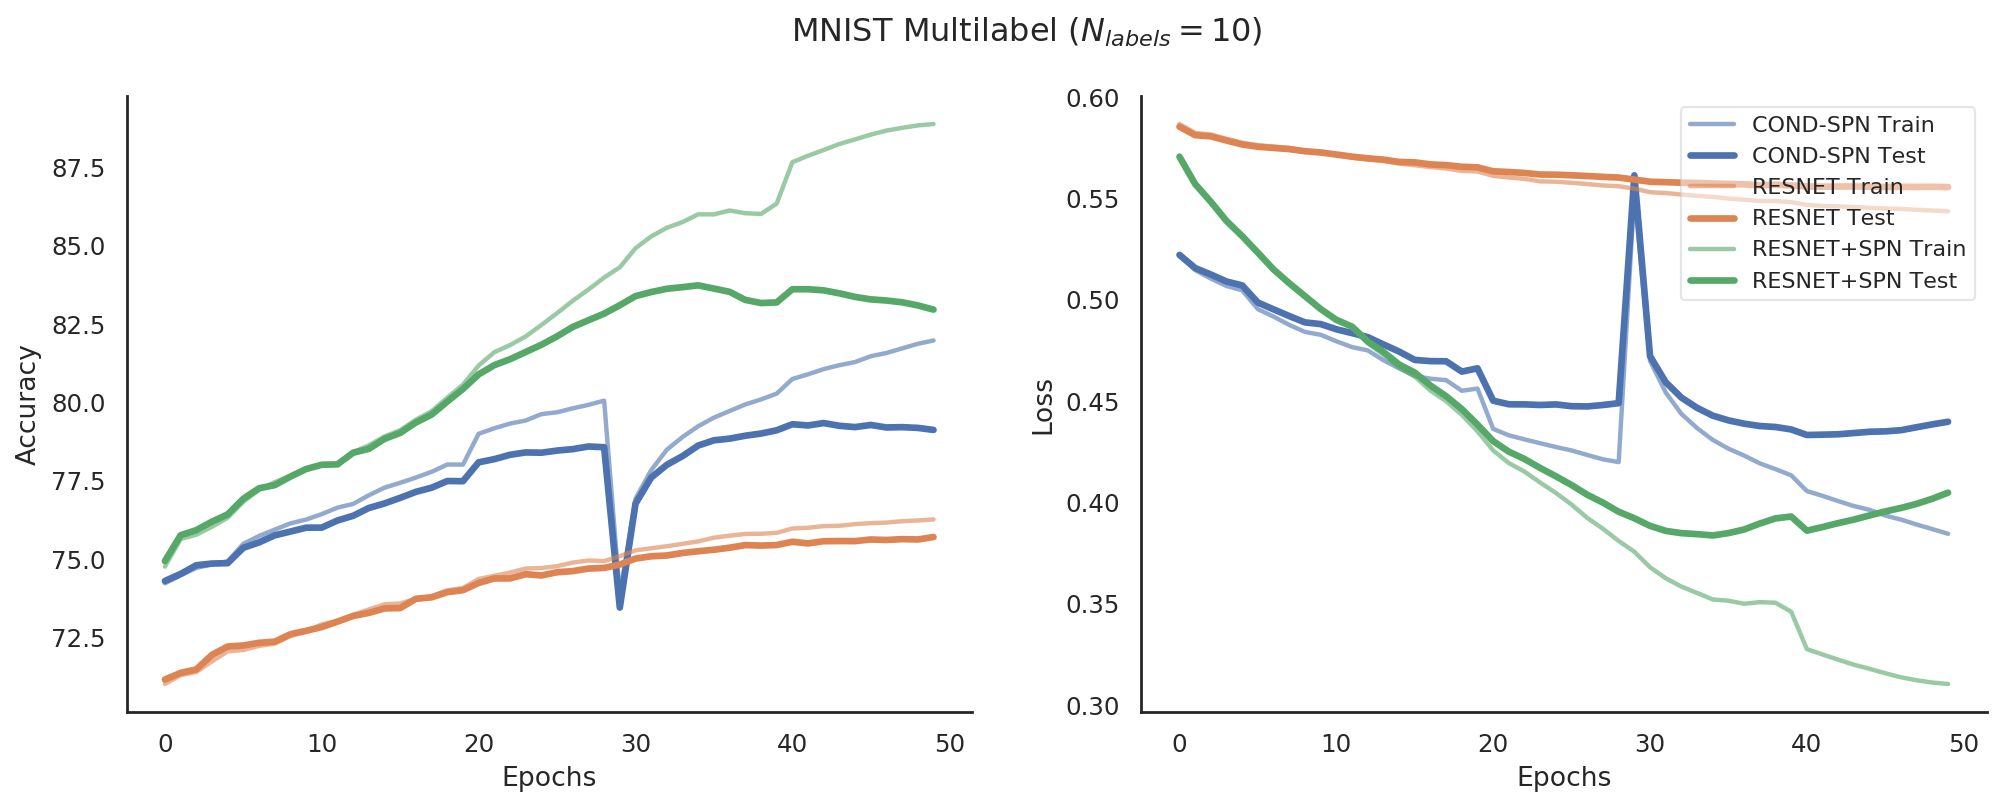 MNIST Multilabel (N_labels = 10)
Accuracy
87.5
85.0
82.5
80.0
77.5
75.0
72.5
0 10 20 30 40 50
Epochs
Loss
0.60
0.55
0.50
0.45
0.40
0.35
0.30
0 10 20 30 40 50
Epochs
COND-SPN Train
COND-SPN Test
RESNET Train
RESNET Test
RESNET+SPN Train
RESNET+SPN Test